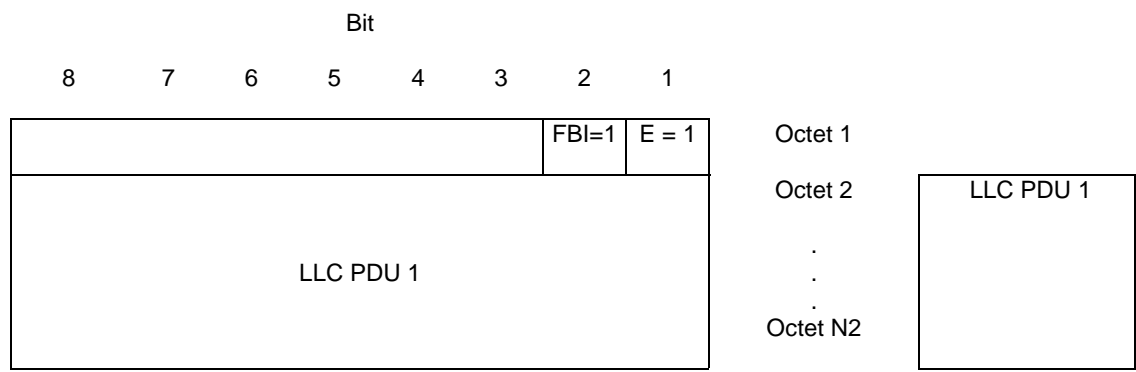 Bit
8 7 6 5 4 3 2 1
FBI=1 E = 1 Octet 1
Octet 2 LLC PDU 1
.
LLC PDU 1 .
.
Octet N2